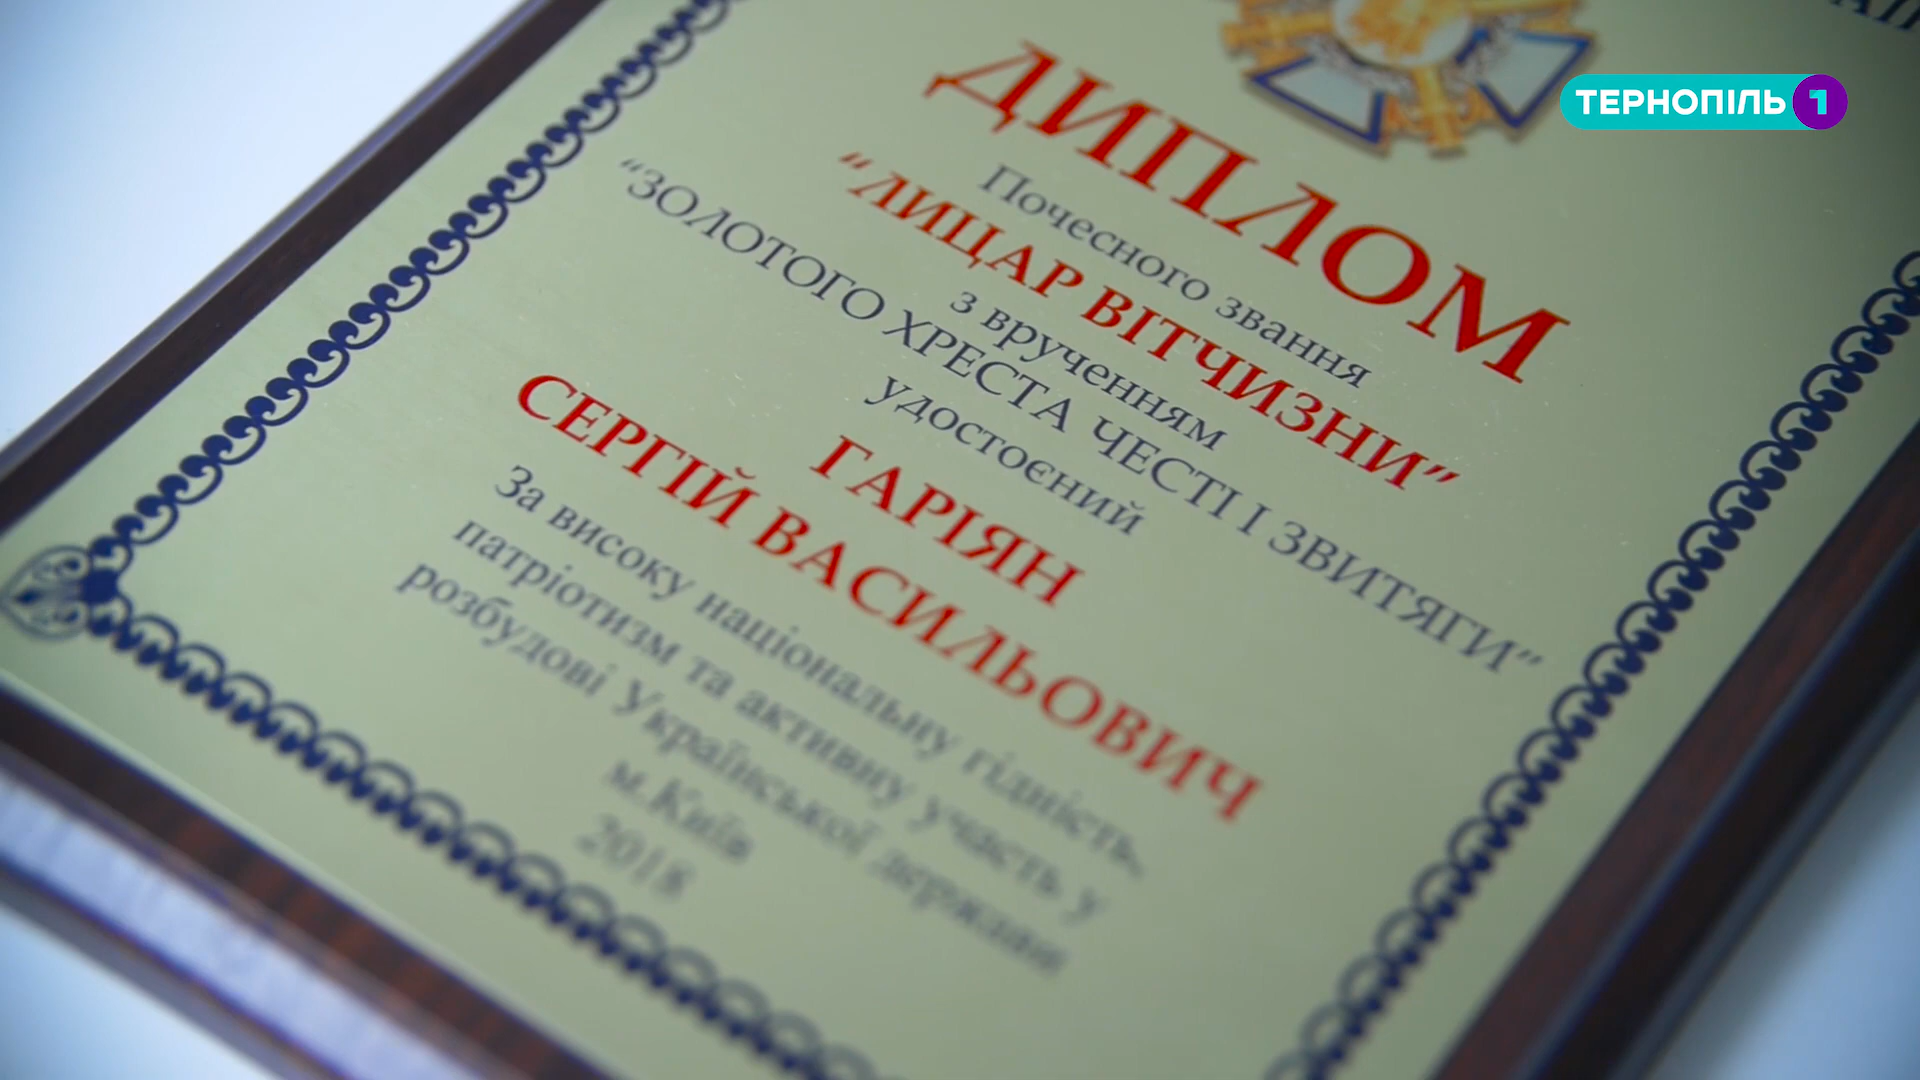 ТЕРНОПІЛЬ 1
ДИПЛОМ
Почесного звання
“ЛИЦАР ВІТЧИЗНИ”
з врученням
“ЗОЛОТОГО ХРЕСТА ЧЕСТІ І ЗВИТЯГИ”
удостоєний
ГАРІЯН
СЕРГІЙ ВАСИЛЬОВИЧ
За високу національну гідність,
патріотизм та активну участь у
розбудові Української держави
м.Київ
2018